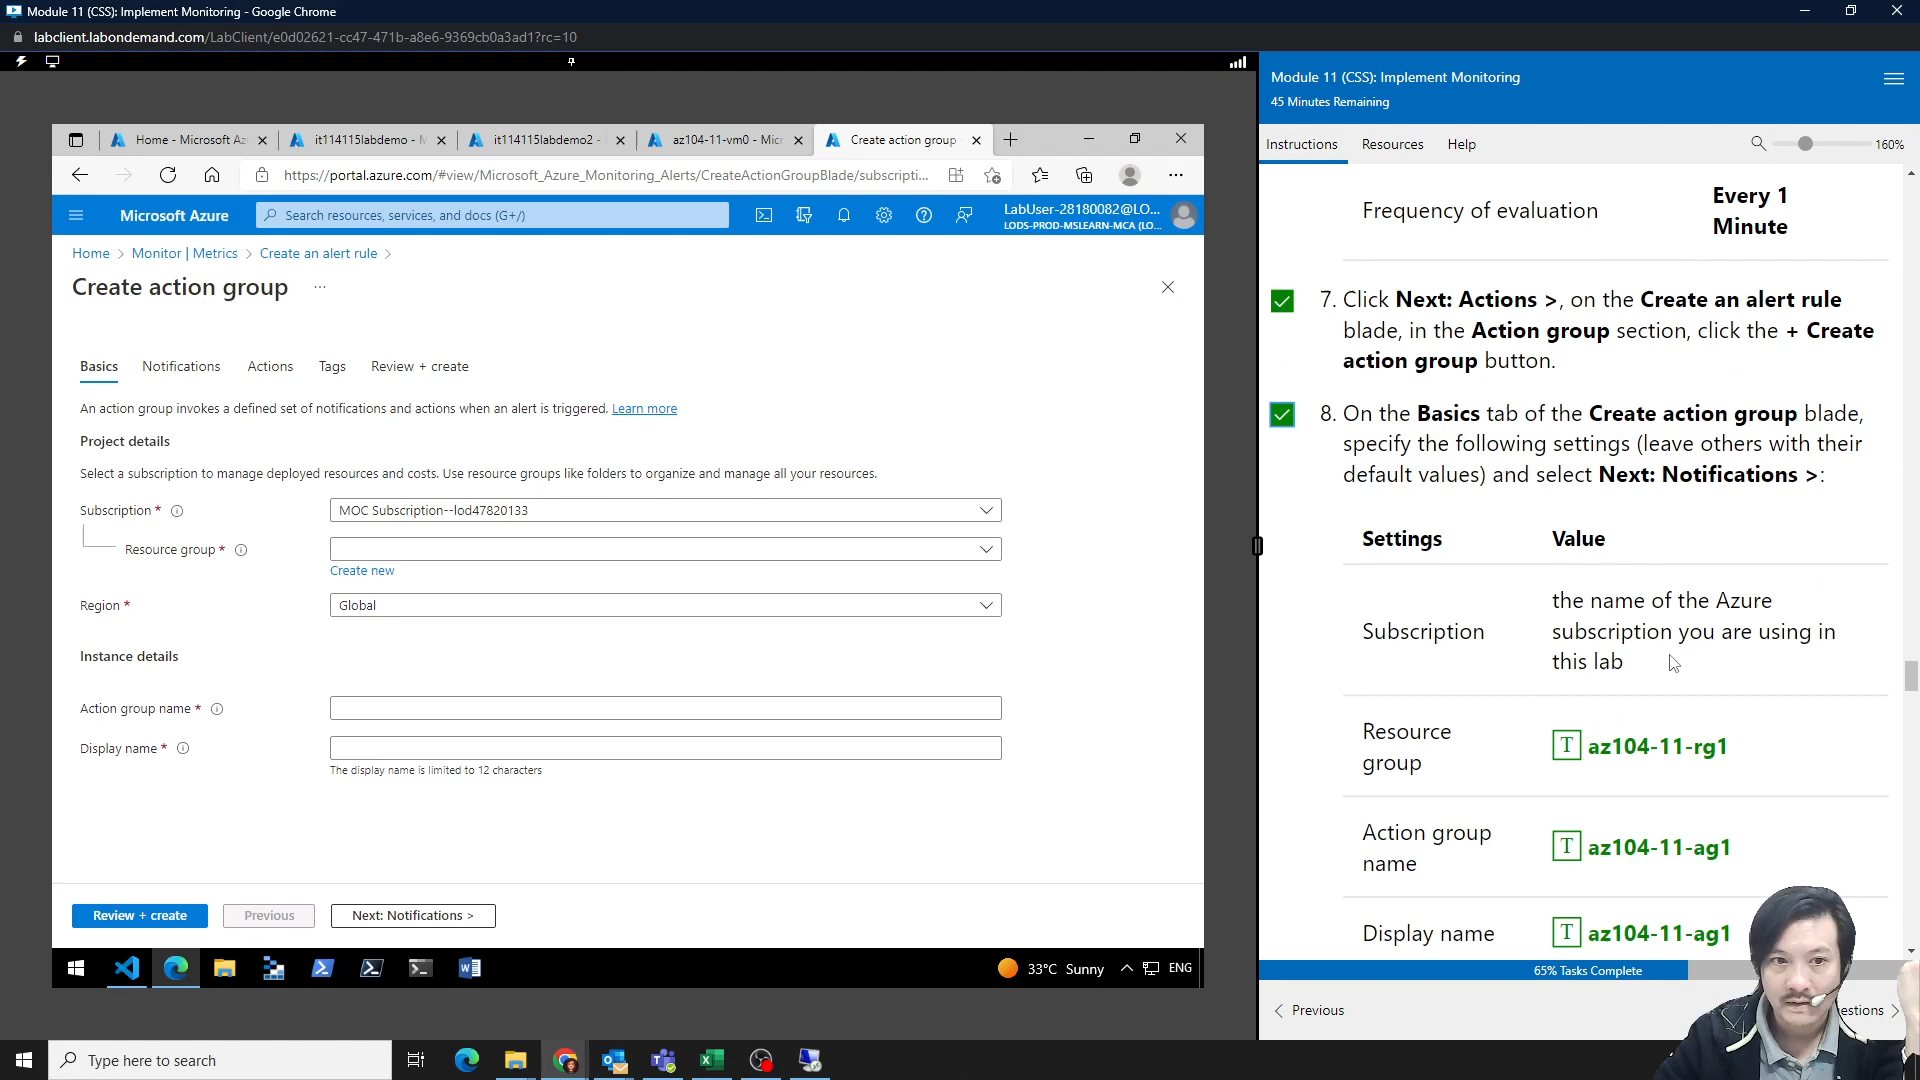 Module 11 (CSS): Implement Monitoring - Google Chrome
labclient.labondemand.com/LabClient/e0d02621-cc47-471b-a8e6-9369cb0a3ad1?rc=10
Home - Microsoft Az
it114115labdemo - M
it114115labdemo2 -
az104-11-vm0 - Micr
Create action group
https://portal.azure.com/#view/Microsoft_Azure_Monitoring_Alerts/CreateActionGroupBlade/subscripti...
Microsoft Azure
Search resources, services, and docs (G+/)
LabUser-28180082@LO...
LODS-PROD-MSLEARN-MCA (LO...
Home > Monitor | Metrics > Create an alert rule >
Create action group ...
Basics
Notifications
Actions
Tags
Review + create
An action group invokes a defined set of notifications and actions when an alert is triggered. Learn more
Project details
Select a subscription to manage deployed resources and costs. Use resource groups like folders to organize and manage all your resources.
Subscription *
MOC Subscription--lod47820133
Resource group *
Create new
Region *
Global
Instance details
Action group name *
Display name *
The display name is limited to 12 characters
Review + create
Previous
Next: Notifications >
33°C Sunny
ENG
Module 11 (CSS): Implement Monitoring
45 Minutes Remaining
Instructions
Resources
Help
160%
Frequency of evaluation
Every 1
Minute
7. Click Next: Actions >, on the Create an alert rule
blade, in the Action group section, click the + Create
action group button.
8. On the Basics tab of the Create action group blade,
specify the following settings (leave others with their
default values) and select Next: Notifications >:
Settings
Value
Subscription
the name of the Azure
subscription you are using in
this lab
Resource
group
T az104-11-rg1
Action group
name
T az104-11-ag1
Display name
T az104-11-ag1
65% Tasks Complete
< Previous
estions >
Type here to search